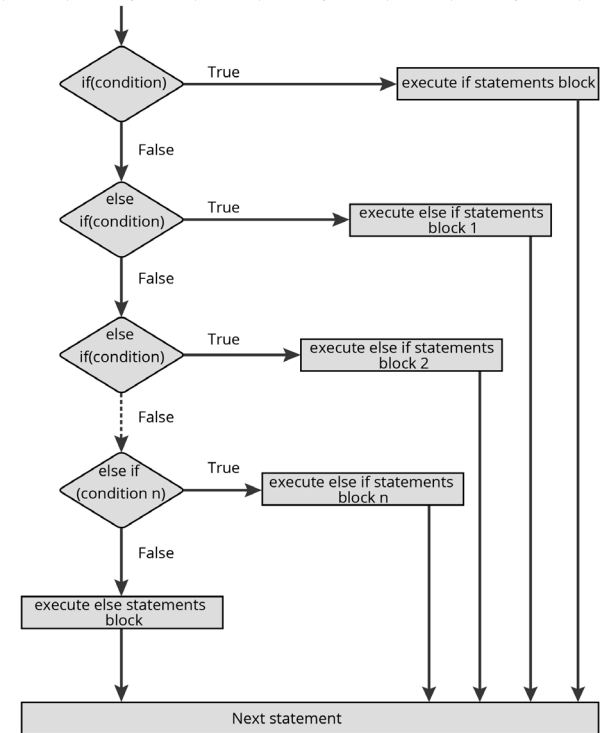 True
if(condition)
execute if statements block
False
else
if(condition)
True
execute else if statements
block 1
False
else
if(condition)
True
execute else if statements
block 2
False
else if
(condition n)
True
execute else if statements
block n
False
execute else statements
block
Next statement